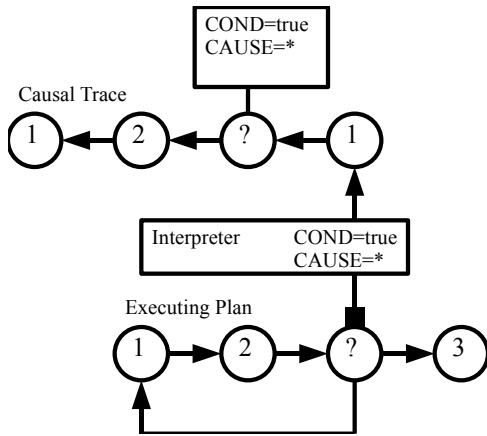 COND=true
CAUSE=*
Causal Trace
1 2 ? 1
Interpreter COND=true
CAUSE=*
Executing Plan
1 2 ? 3